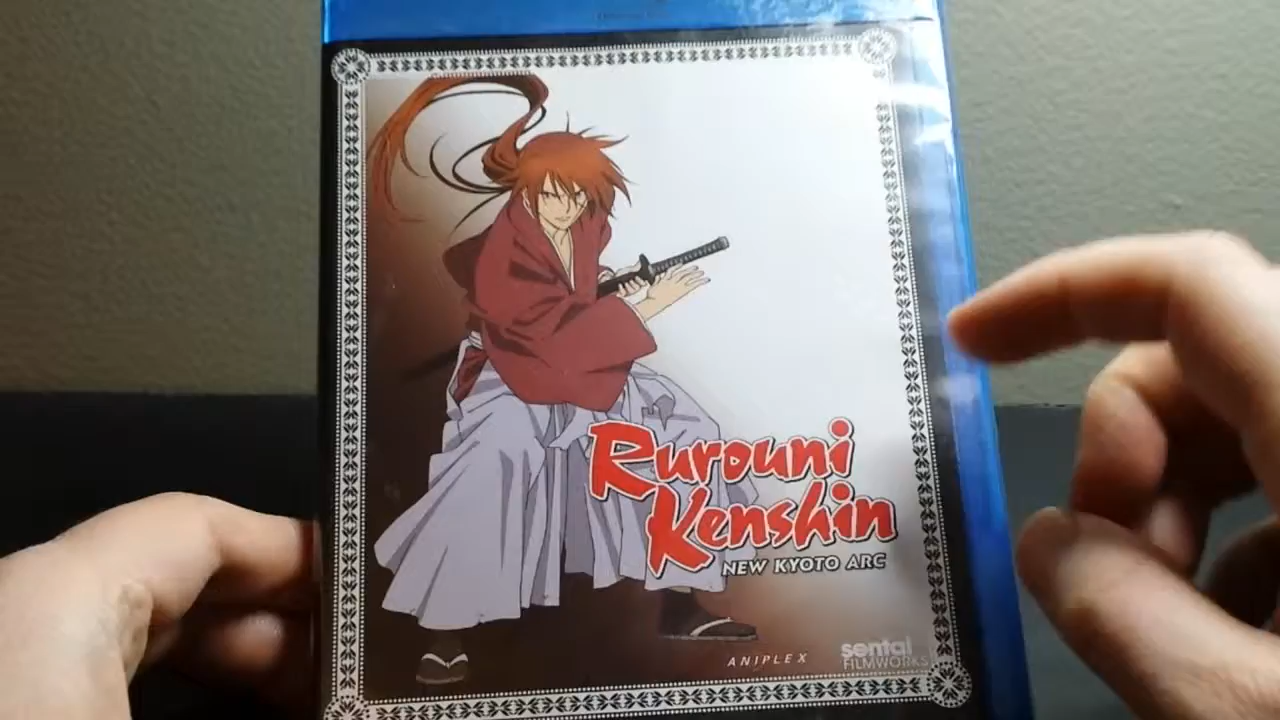 Rurouni
Kenshin
NEW KYOTO ARC
ANIPLEX
sentai
FILMWORKS